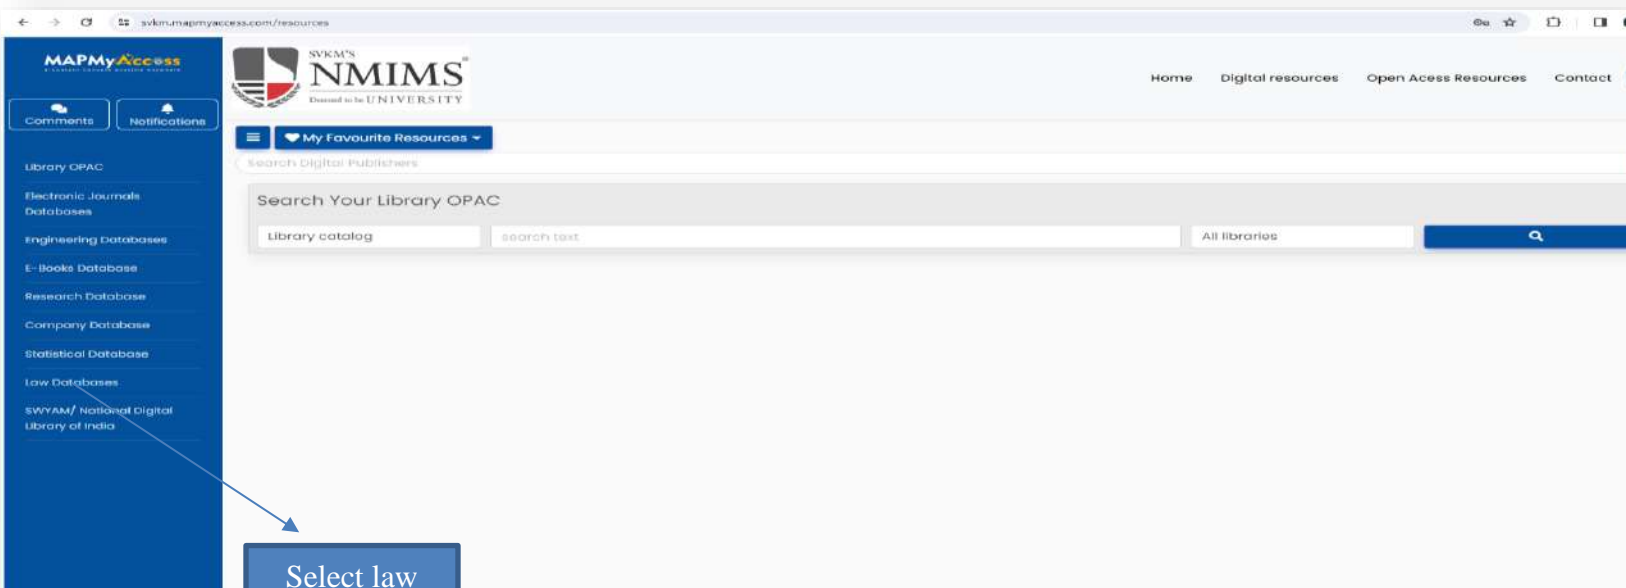 svkm.mapmyaccess.com/resources
MAPMyAccess
Comments
Notifications
Library OPAC
Electronic Journals
Databases
Engineering Databases
E-Books Database
Research Database
Company Database
Statistical Database
Law Databases
SWYAM/ National Digital
Library of India
SVKM'S
NMIMS
Deemed to be UNIVERSITY
Home Digital resources Open Acess Resources Contact
My Favourite Resources
Search Digital Publishers
Search Your Library OPAC
Library catalog search text All libraries
Select law